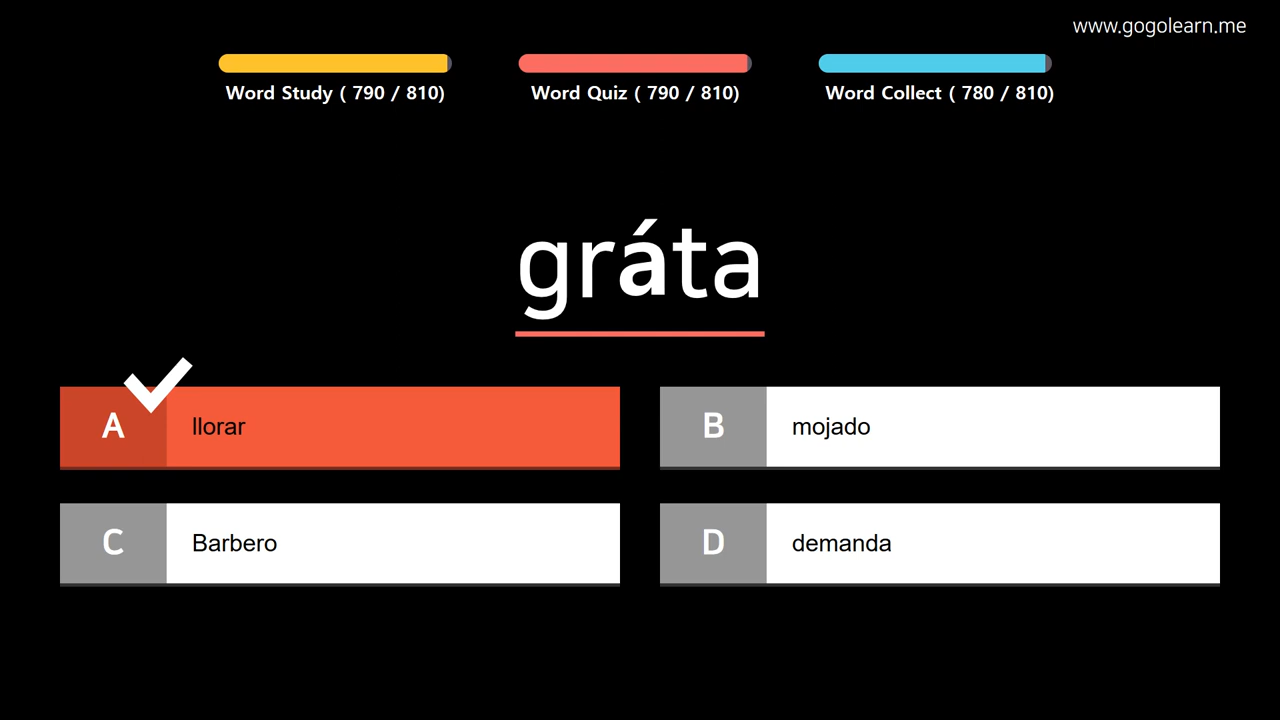 www.gogolearn.me
Word Study ( 790 / 810)
Word Quiz ( 790 / 810)
Word Collect ( 780 / 810)
gráta
A llorar
B mojado
C Barbero
D demanda